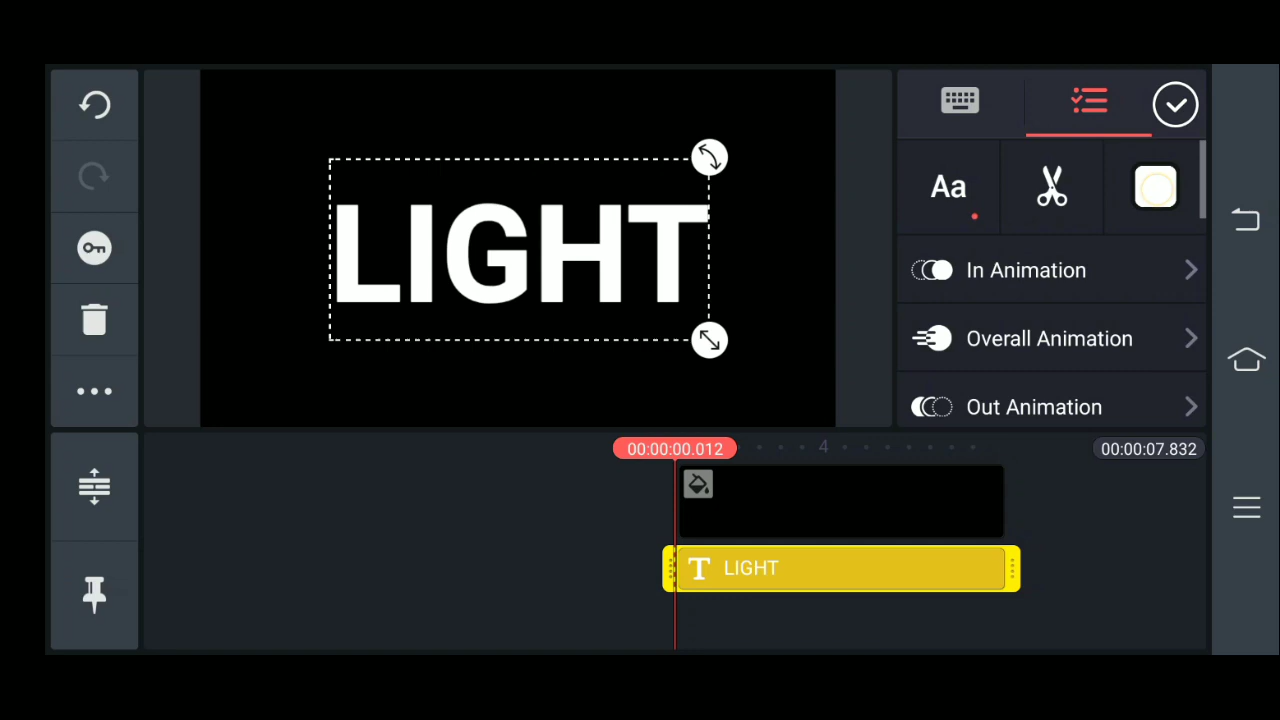 LIGHT
Aa
In Animation
Overall Animation
Out Animation
00:00:00.012
4
00:00:07.832
T LIGHT